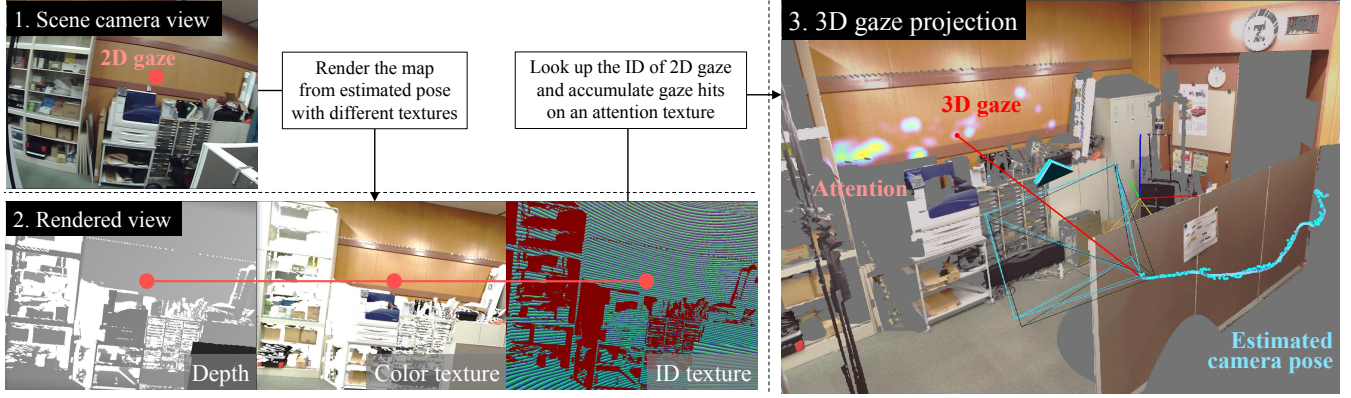 1. Scene camera view
2D gaze
Render the map
from estimated pose
with different textures
Look up the ID of 2D gaze
and accumulate gaze hits
on an attention texture
2. Rendered view
Depth
Color texture
ID texture
3. 3D gaze projection
3D gaze
Attention
Estimated
camera pose